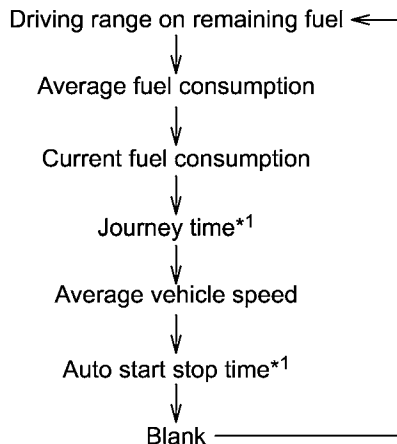 Driving range on remaining fuel
Average fuel consumption
Current fuel consumption
Journey time*1
Average vehicle speed
Auto start stop time*1
Blank